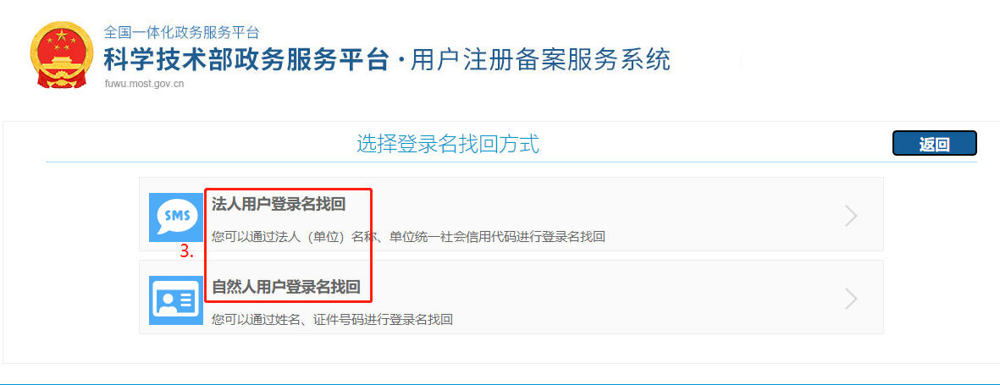 全国一体化政务服务平台
科学技术部政务服务平台·用户注册备案服务系统
fuwu.most.gov.cn
选择登录名找回方式
返回
SMS
法人用户登录名找回
您可以通过法人（单位）名称、单位统一社会信用代码进行登录名找回
3.
自然人用户登录名找回
您可以通过姓名、证件号码进行登录名找回